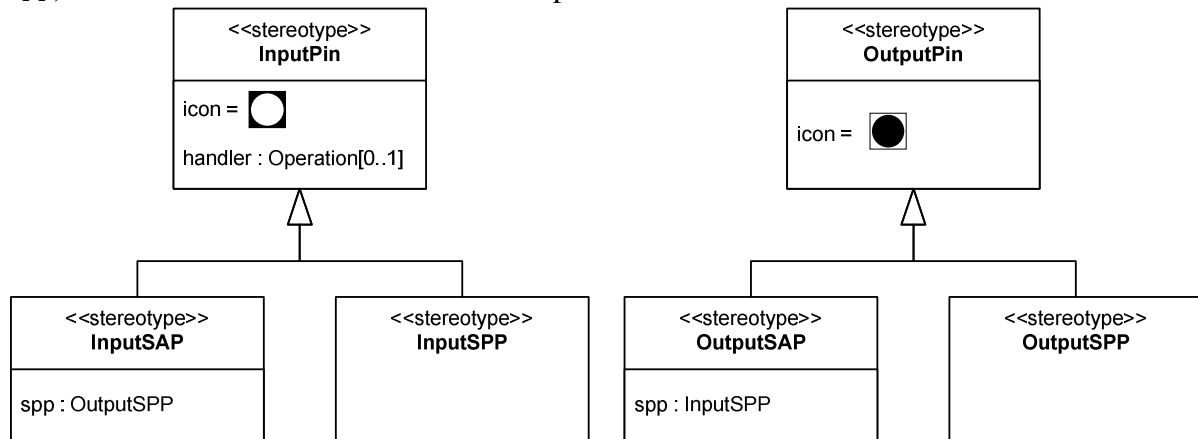 <<stereotype>>
InputPin
icon =
handler : Operation[0..1]
<<stereotype>>
OutputPin
icon =
<<stereotype>>
InputSAP
spp : OutputSPP
<<stereotype>>
InputSPP
<<stereotype>>
OutputSAP
spp : InputSPP
<<stereotype>>
OutputSPP